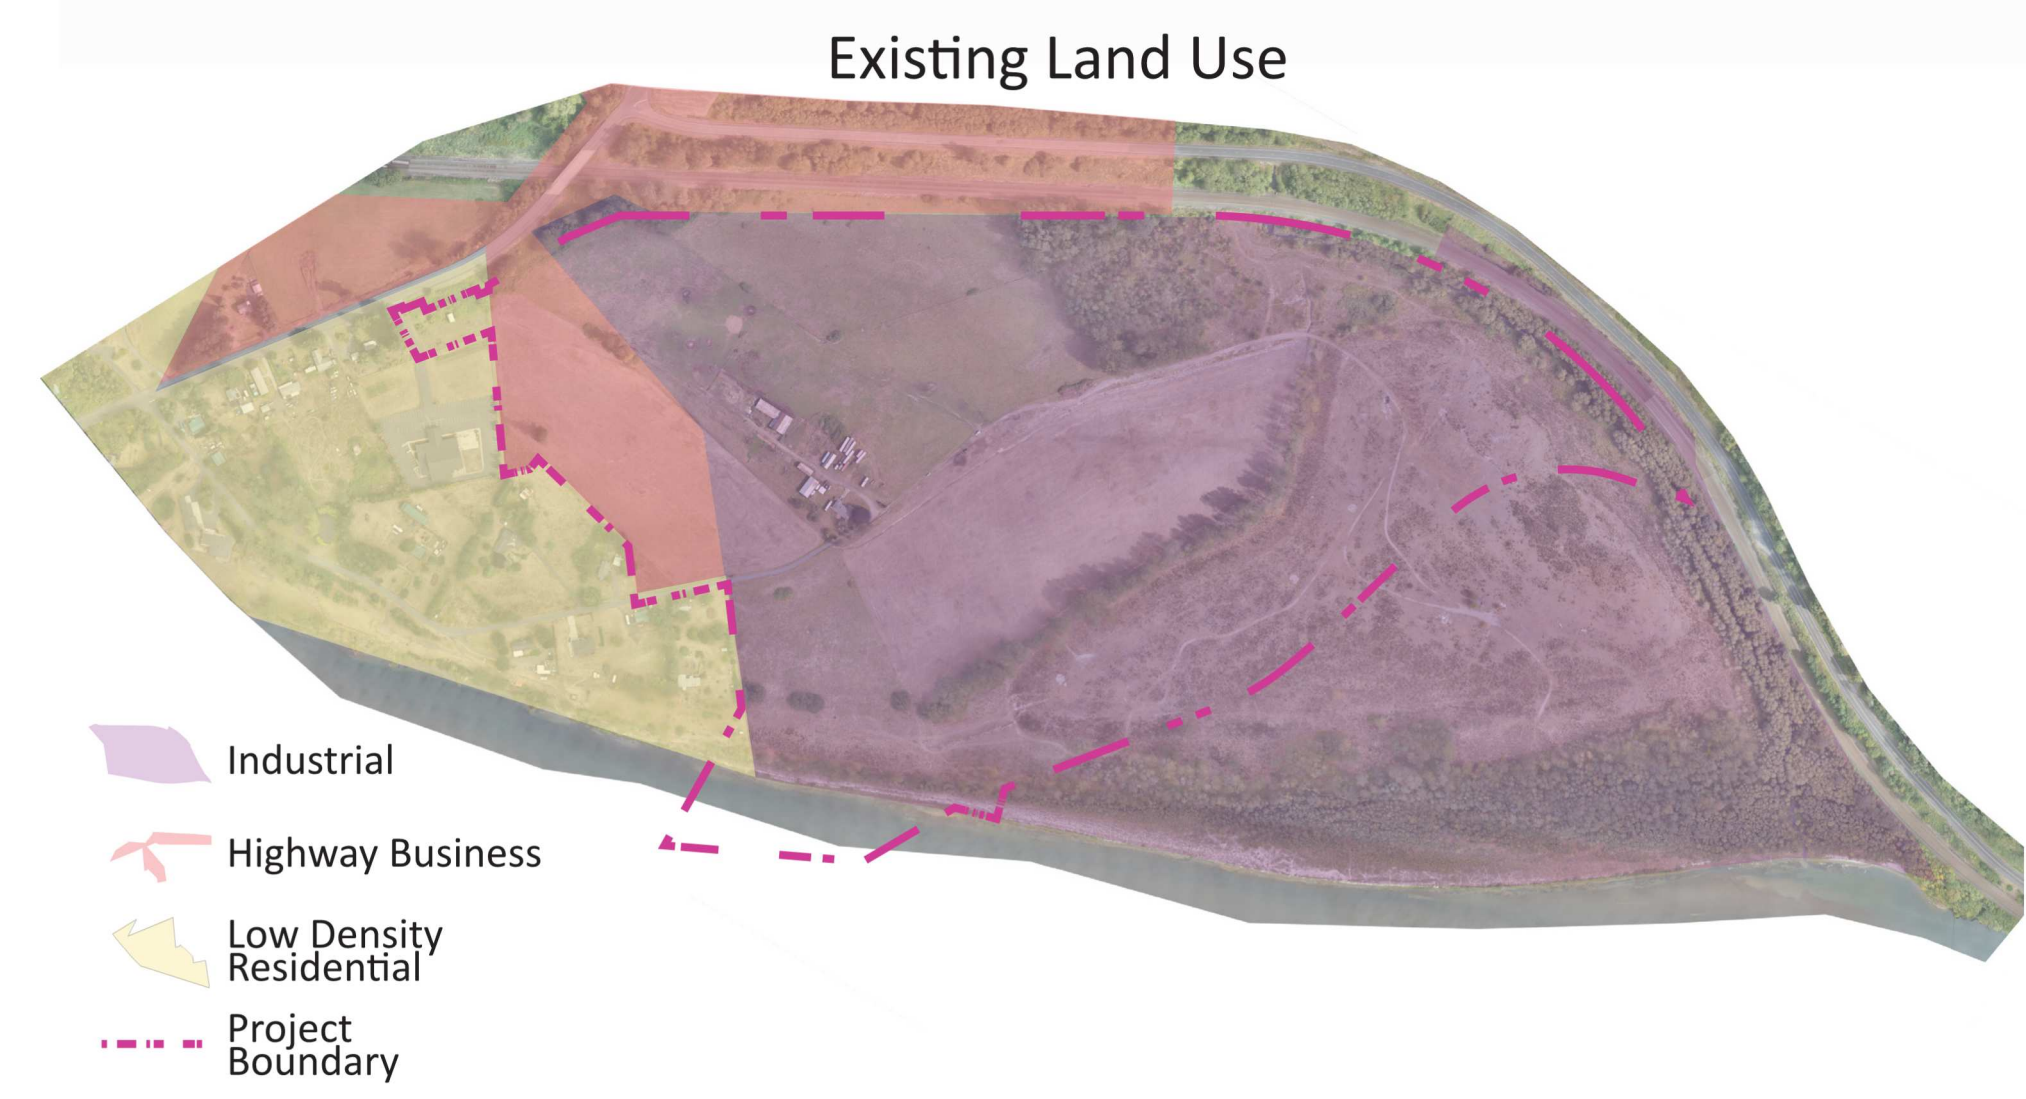 Existing Land Use
Industrial
Highway Business
Low Density
Residential
Project
Boundary